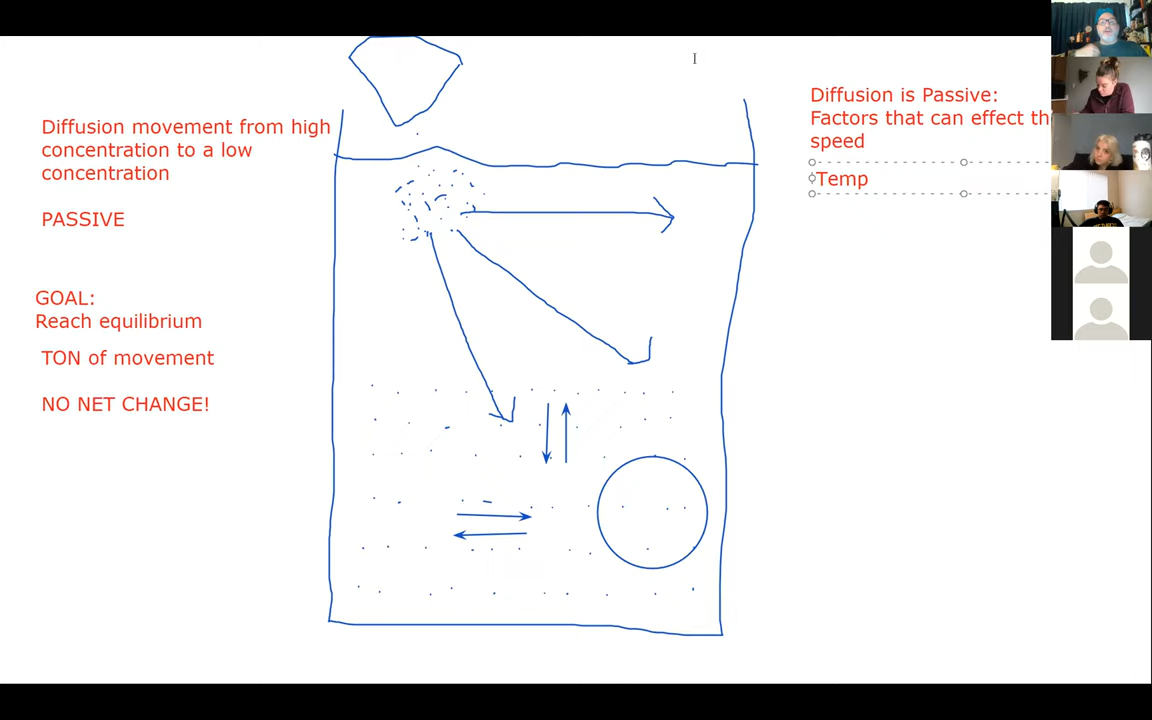 Diffusion movement from high
concentration to a low
concentration
PASSIVE
GOAL:
Reach equilibrium
TON of movement
NO NET CHANGE!
Diffusion is Passive:
Factors that can effect th
speed
Temp